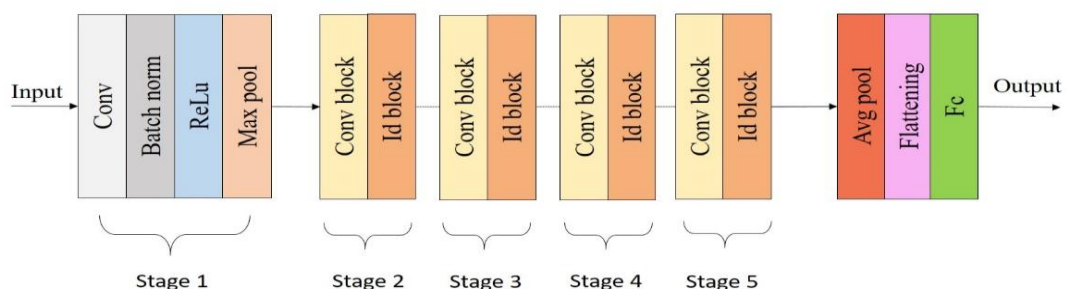 Input
Conv
Batch norm
ReLu
Max pool
Conv block
Id block
Conv block
Id block
Conv block
Id block
Conv block
Id block
Avg pool
Flattening
Fc
Output
Stage 1
Stage 2
Stage 3
Stage 4
Stage 5